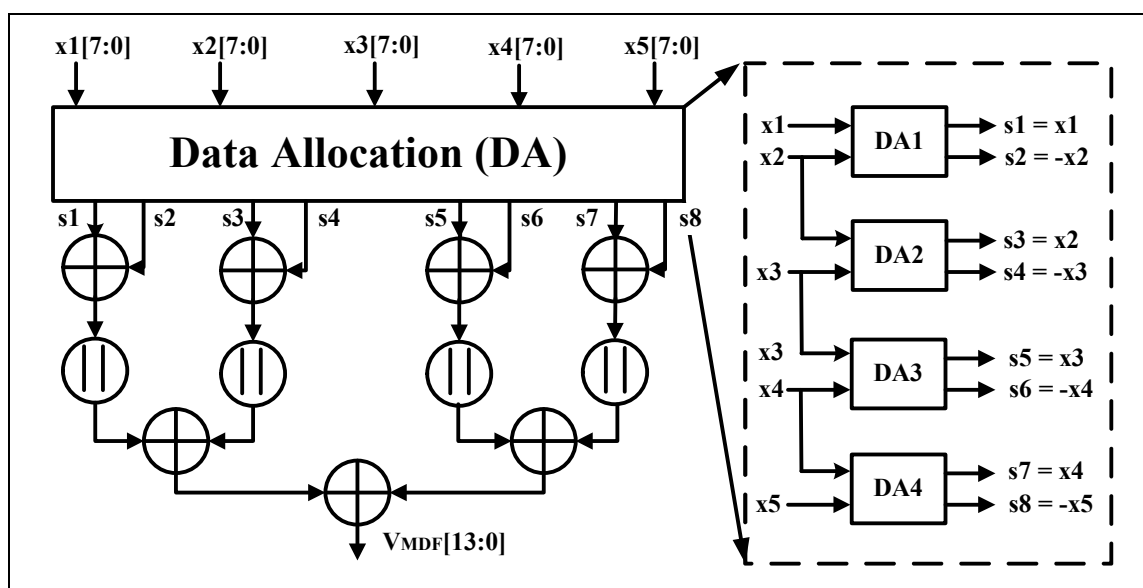 x1[7:0] x2[7:0] x3[7:0] x4[7:0] x5[7:0]
Data Allocation (DA)
s1 s2 s3 s4 s5 s6 s7 s8
||
||
||
||
VMDF[13:0]
x1
x2
DA1
s1 = x1
s2 = -x2
x3
DA2
s3 = x2
s4 = -x3
x3
x4
DA3
s5 = x3
s6 = -x4
x5
DA4
s7 = x4
s8 = -x5